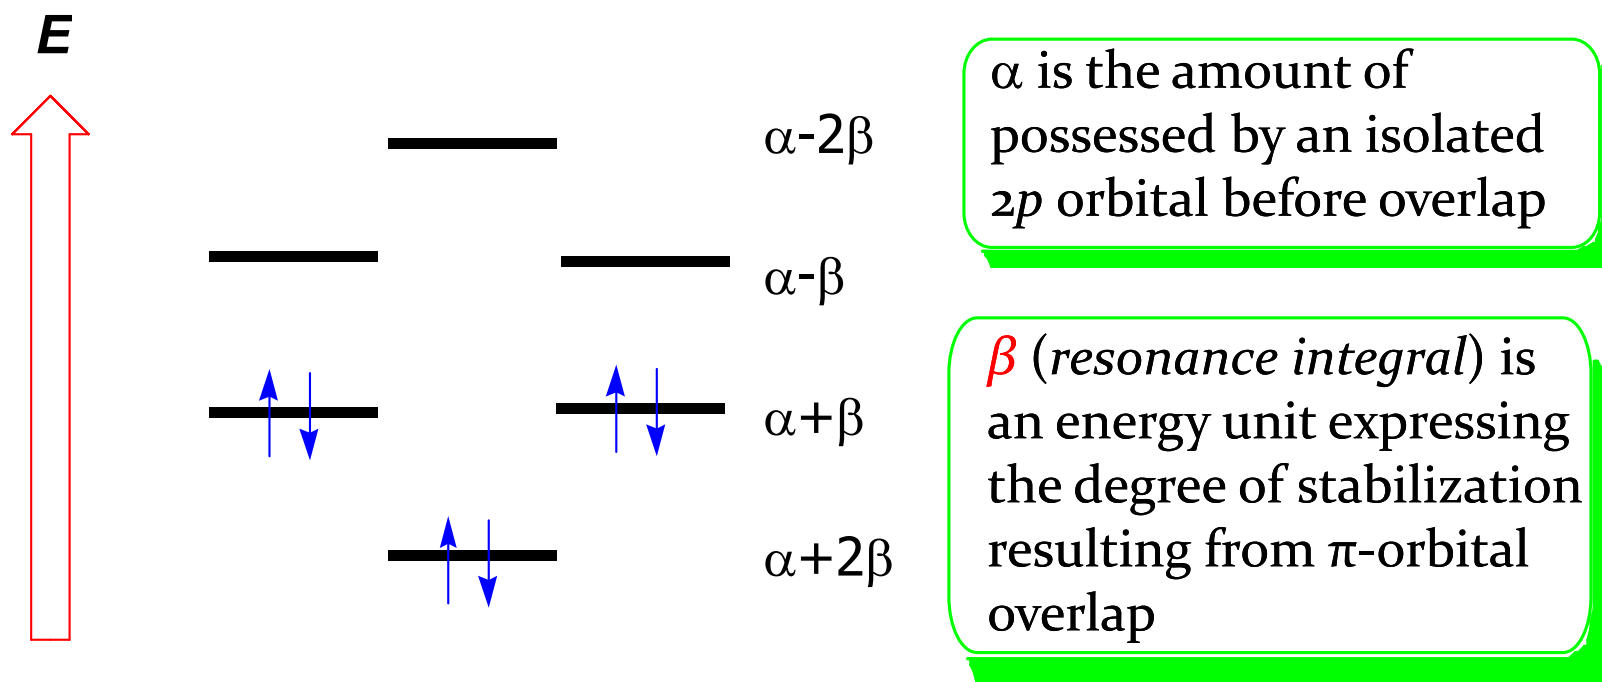 E
α-2β
α-β
α+β
α+2β
α is the amount of
possessed by an isolated
2p orbital before overlap
β (resonance integral) is
an energy unit expressing
the degree of stabilization
resulting from π-orbital
overlap